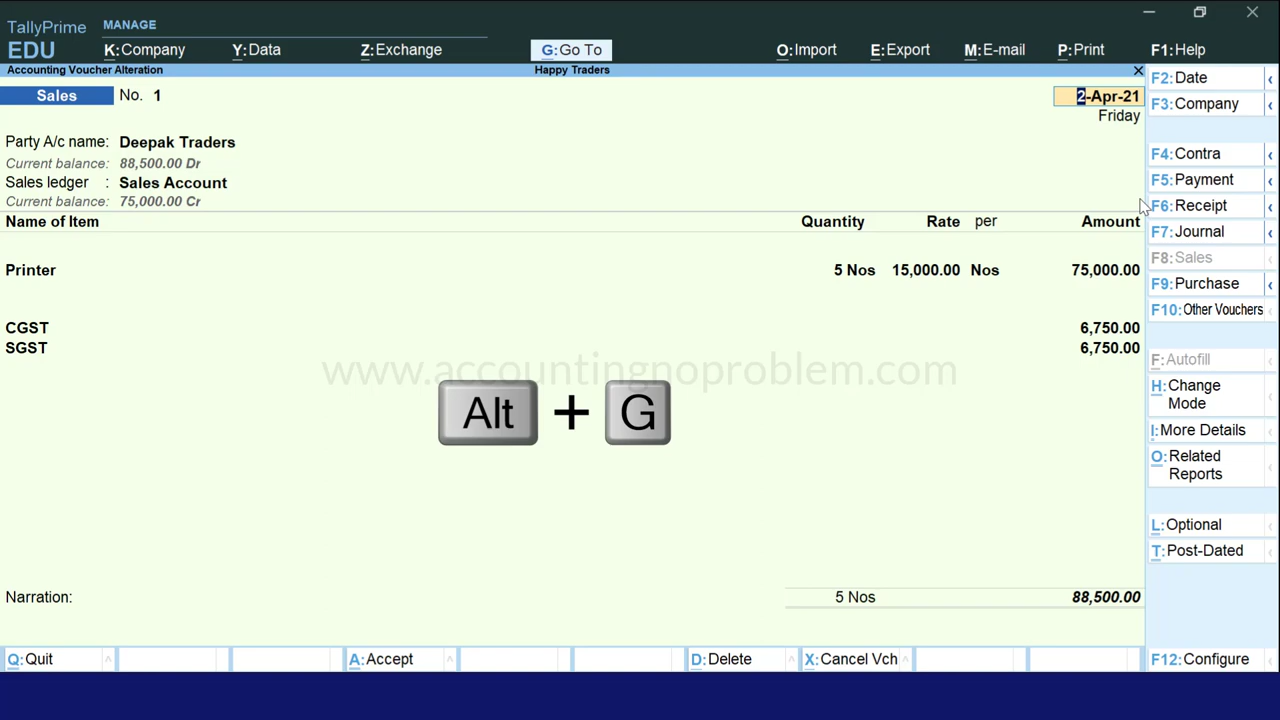 TallyPrime MANAGE
EDU K:Company Y:Data Z:Exchange G:Go To O:Import E:Export M:E-mail P:Print F1:Help
Accounting Voucher Alteration Happy Traders
Sales No. 1 2-Apr-21
Friday
Party A/c name: Deepak Traders
Current balance: 88,500.00 Dr
Sales ledger : Sales Account
Current balance: 75,000.00 Cr
Name of Item Quantity Rate per Amount
Printer 5 Nos 15,000.00 Nos 75,000.00
CGST 6,750.00
SGST 6,750.00
www.accountingnoproblem.com
Alt + G
Narration: 5 Nos 88,500.00
Q:Quit A:Accept D:Delete X:Cancel Vch F12:Configure
F2:Date
F3:Company
F4:Contra
F5:Payment
F6:Receipt
F7:Journal
F8:Sales
F9:Purchase
F10:Other Vouchers
F:Autofill
H:Change
Mode
I:More Details
O:Related
Reports
L:Optional
T:Post-Dated